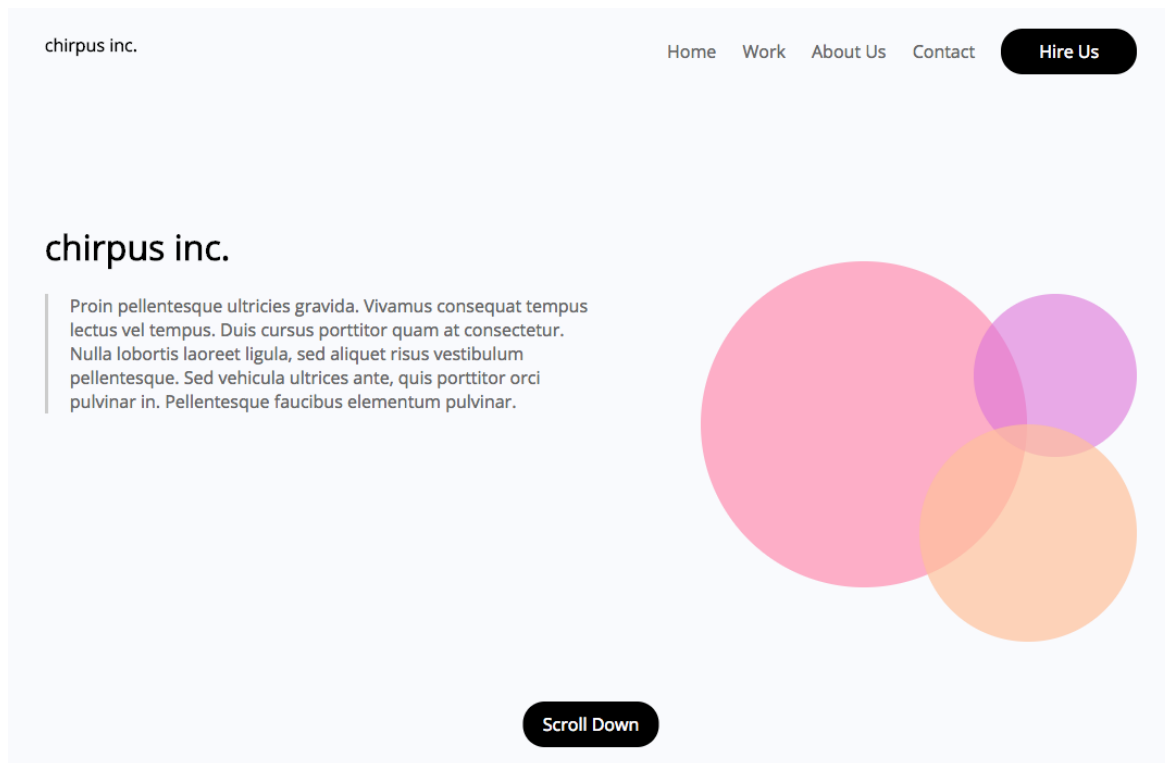 chirpus inc.
Home Work About Us Contact Hire Us
chirpus inc.
Proin pellentesque ultricies gravida. Vivamus consequat tempus
lectus vel tempus. Duis cursus porttitor quam at consectetur.
Nulla lobortis laoreet ligula, sed aliquet risus vestibulum
pellentesque. Sed vehicula ultrices ante, quis porttitor orci
pulvinar in. Pellentesque faucibus elementum pulvinar.
Scroll Down